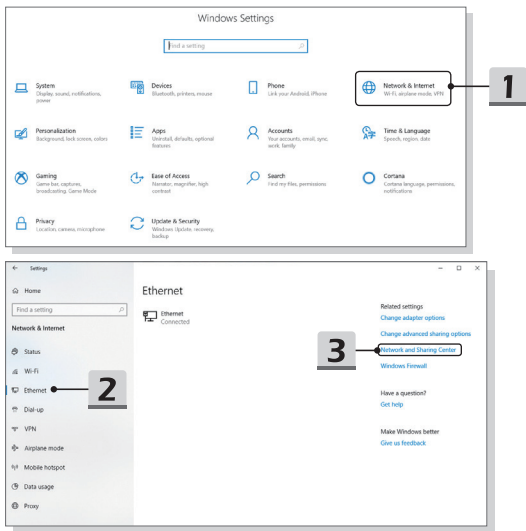 Windows Settings
Find a setting
System
Display, sound, notifications,
power
Devices
Bluetooth, printers, mouse
Phone
Link your Android, iPhone
Network & Internet
Wi-Fi, airplane mode, VPN
1
Personalization
Background, lock screen, colors
Apps
Uninstall, defaults, optional
features
Accounts
Your accounts, email, sync,
work, family
Time & Language
Speech, region, date
Gaming
Game bar, captures,
broadcasting, Game Mode
Ease of Access
Narrator, magnifier, high
contrast
Search
Find my files, permissions
Cortana
Cortana language, permissions,
notifications
Privacy
Location, camera, microphone
Update & Security
Windows Update, recovery,
backup
Settings
Home
Find a setting
Network & Internet
Status
Wi-Fi
Ethernet
2
Dial-up
VPN
Airplane mode
Mobile hotspot
Data usage
Proxy
Ethernet
Ethernet
Connected
Related settings
Change adapter options
Change advanced sharing options
3
Network and Sharing Center
Windows Firewall
Have a question?
Get help
Make Windows better
Give us feedback